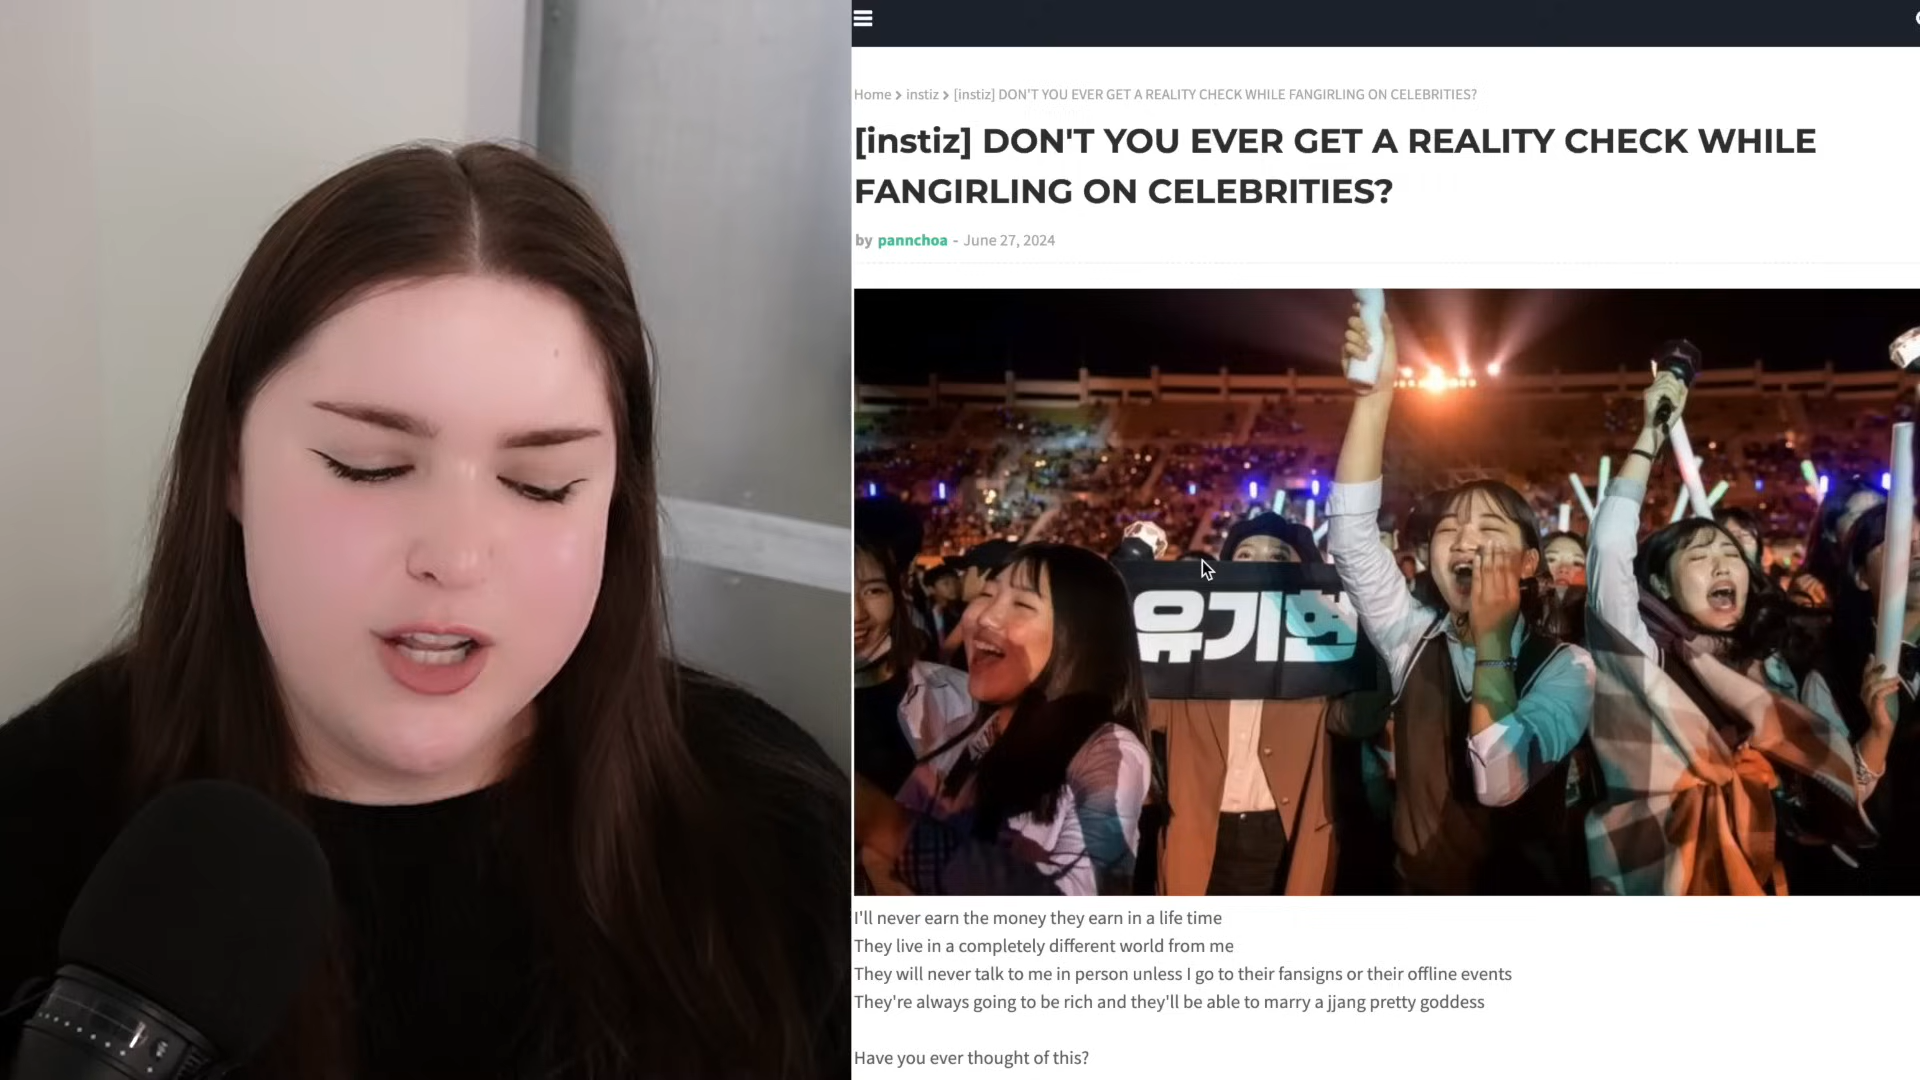 Home > instiz > [instiz] DON'T YOU EVER GET A REALITY CHECK WHILE FANGIRLING ON CELEBRITIES?
[instiz] DON'T YOU EVER GET A REALITY CHECK WHILE
FANGIRLING ON CELEBRITIES?
by pannchoa - June 27, 2024
유기현
I'll never earn the money they earn in a life time
They live in a completely different world from me
They will never talk to me in person unless I go to their fansigns or their offline events
They're always going to be rich and they'll be able to marry a jjang pretty goddess
Have you ever thought of this?